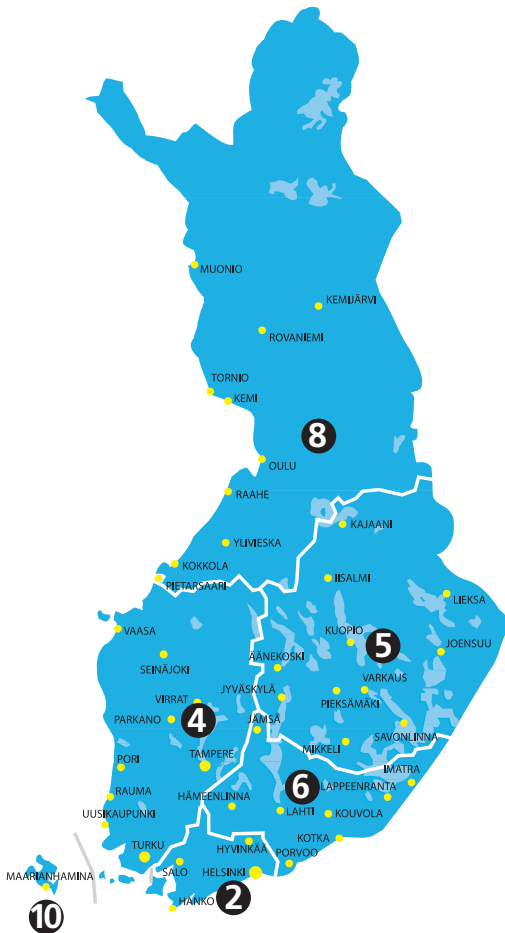 MUONIO
KEMIJÄRVI
ROVANIEMI
TORNIO
KEMI
8
OULU
RAAHE
KAJAANI
YLIVIESKA
KOKKOLA
IISALMI
PIETARSAARI
LIEKSA
VAASA
KUOPIO
5
JOENSUU
ÄÄNEKOSKI
SEINÄJOKI
VARKAUS
JYVÄSKYLÄ
VIRRAT
PIEKSÄMÄKI
4
PARKANO
JÄMSÄ
SAVONLINNA
MIKKELI
TAMPERE
PORI
IMATRA
6
LAPPEENRANTA
RAUMA
HÄMEENLINNA
LAHTI
KOUVOLA
UUSIKAUPUNKI
KOTKA
TURKU
HYVINKÄÄ
PORVOO
SALO
HELSINKI
MAARIANHAMINA
2
HANKO
10